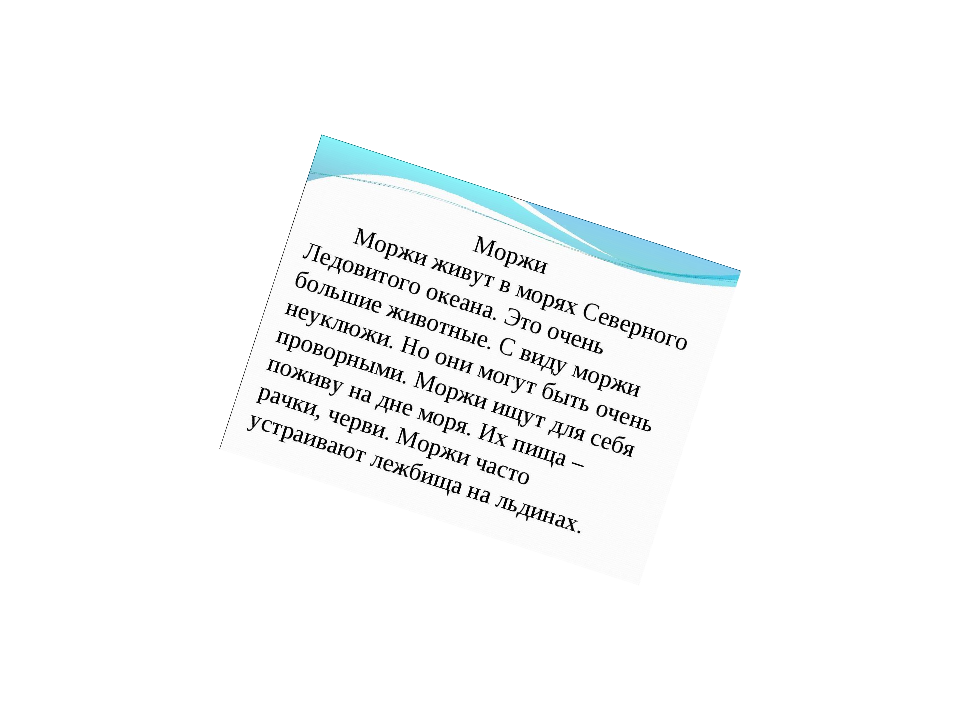 Моржи
Моржи живут в морях Северного
Ледовитого океана. Это очень
большие животные. С виду моржи
неуклюжи. Но они могут быть очень
проворными. Моржи ищут для себя
поживу на дне моря. Их пища –
рачки, черви. Моржи часто
устраивают лежбища на льдинах.